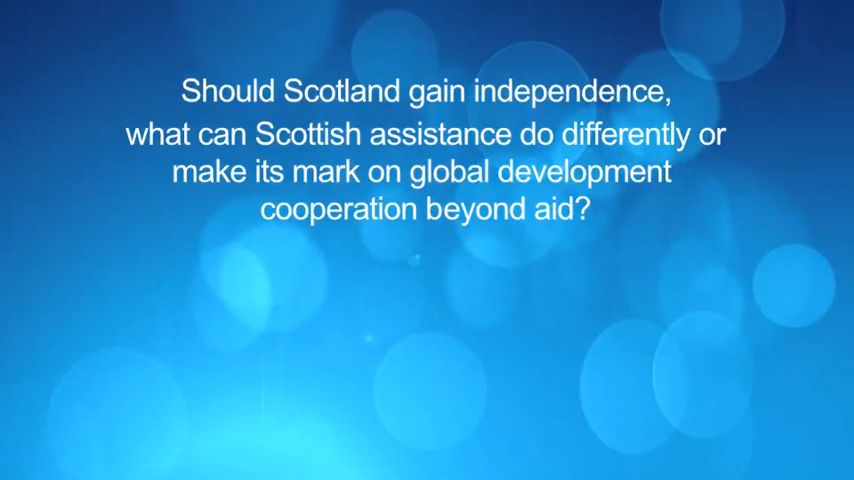 Should Scotland gain independence,
what can Scottish assistance do differently or
make its mark on global development
cooperation beyond aid?